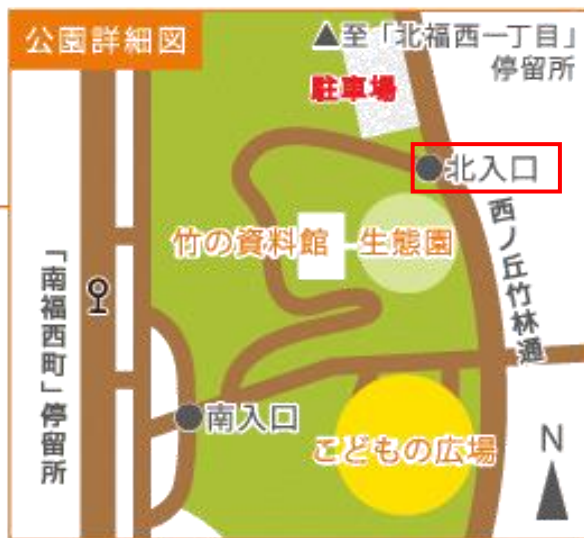 公園詳細図
▲至「北福西一丁目」
停留所
駐車場
北入口
竹の資料館
生態園
西ノ丘竹林通
「南福西町」停留所
南入口
こどもの広場
N